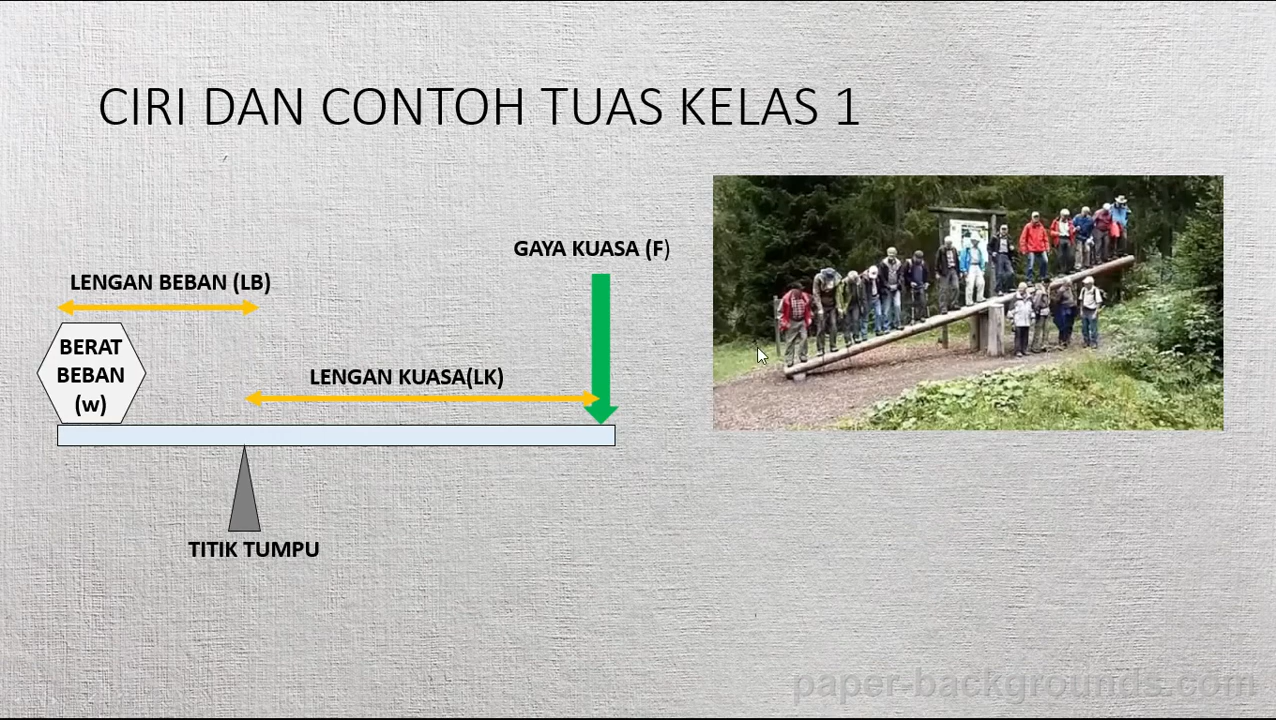 CIRI DAN CONTOH TUAS KELAS 1
GAYA KUASA (F)
LENGAN BEBAN (LB)
BERAT
BEBAN
(w)
LENGAN KUASA(LK)
TITIK TUMPU
paper-backgrounds.com